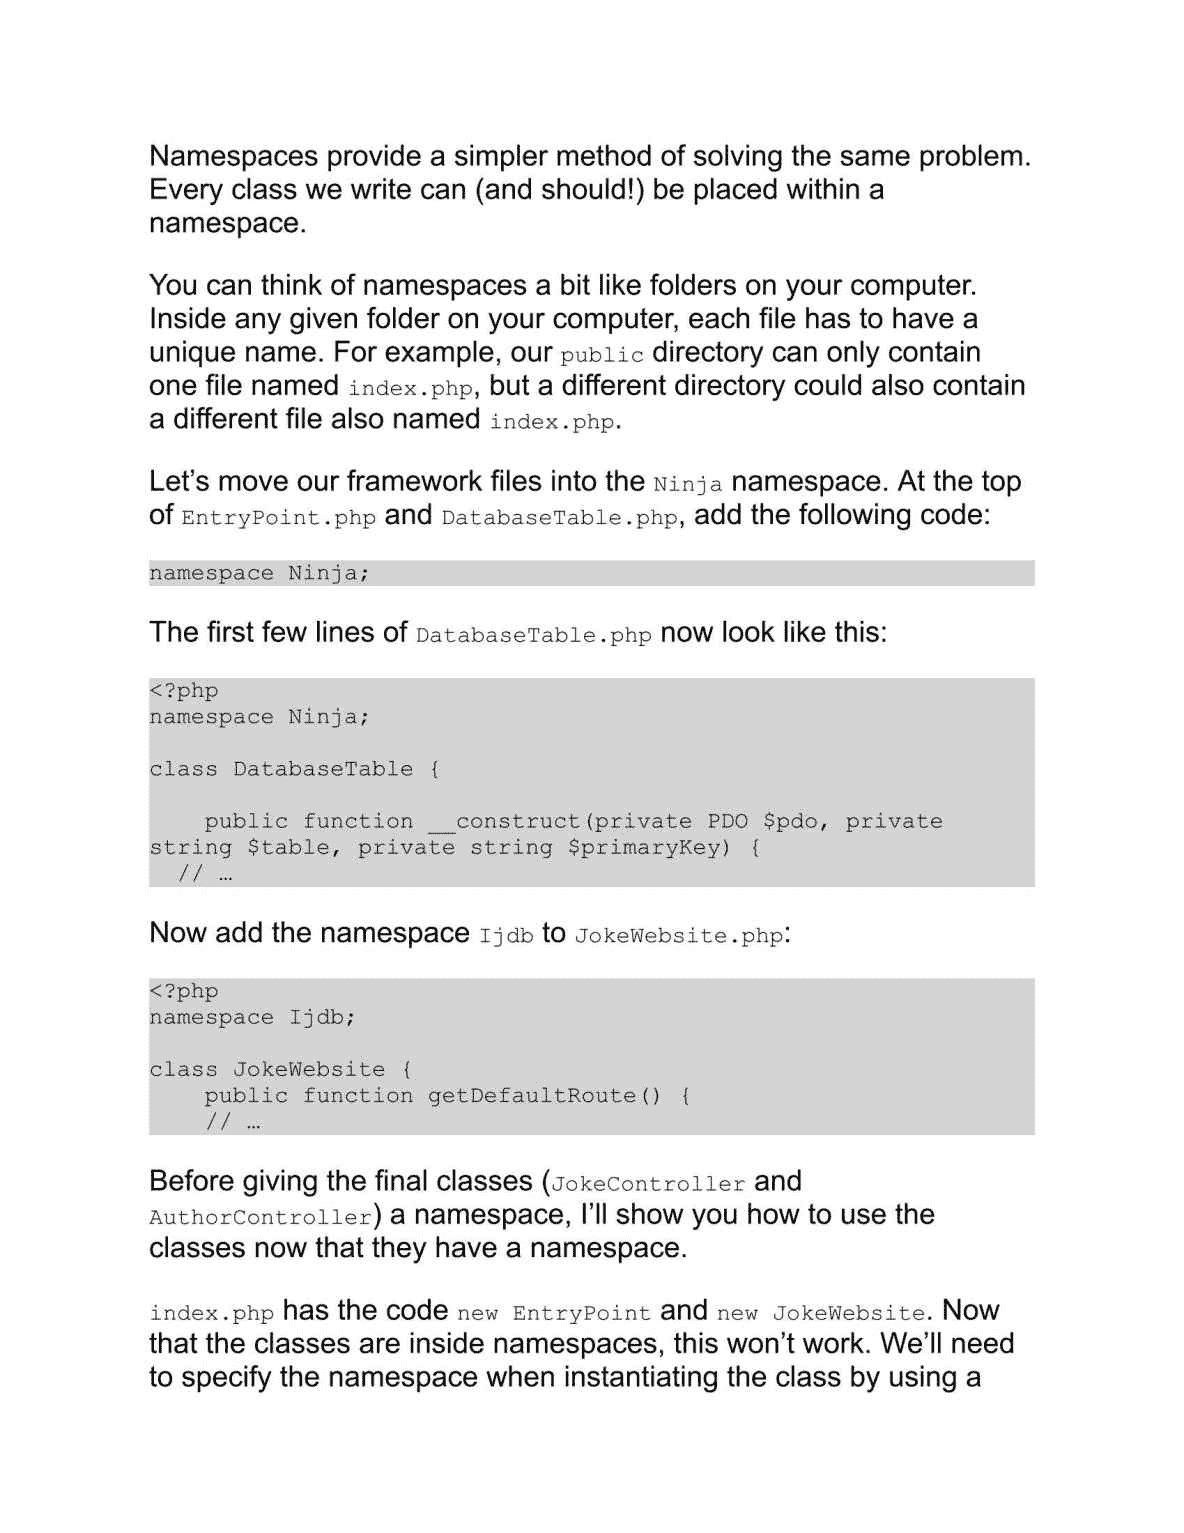 Namespaces provide a simpler method of solving the same problem.
Every class we write can (and should!) be placed within a
namespace.
You can think of namespaces a bit like folders on your computer.
Inside any given folder on your computer, each file has to have a
unique name. For example, our public directory can only contain
one file named index.php, but a different directory could also contain
a different file also named index.php.
Let’s move our framework files into the Ninja namespace. At the top
of EntryPoint.php and DatabaseTable.php, add the following code:
namespace Ninja;
The first few lines of DatabaseTable.php now look like this:
<?php
namespace Ninja;
class DatabaseTable {
    public function __construct(private PDO $pdo, private
string $table, private string $primaryKey) {
  // …
Now add the namespace Ijdb to JokeWebsite.php:
<?php
namespace Ijdb;
class JokeWebsite {
    public function getDefaultRoute() {
    // …
Before giving the final classes (JokeController and
AuthorController) a namespace, I’ll show you how to use the
classes now that they have a namespace.
index.php has the code new EntryPoint and new JokeWebsite. Now
that the classes are inside namespaces, this won’t work. We’ll need
to specify the namespace when instantiating the class by using a